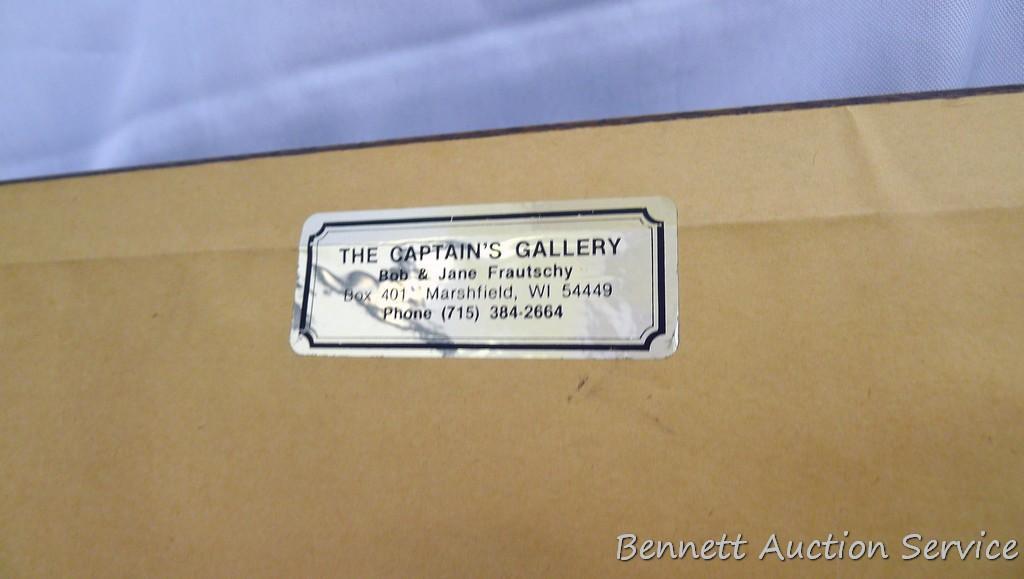 THE CAPTAIN'S GALLERY
Bob & Jane Frautschy
Box 401 Marshfield, WI 54449
Phone (715) 384-2664
Bennett Auction Service